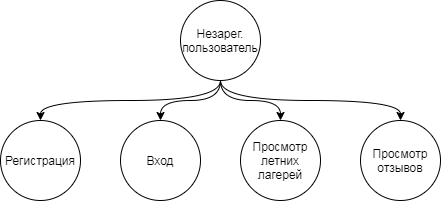 Незарег.
пользователь
Регистрация
Вход
Просмотр
летних
лагерей
Просмотр
отзывов